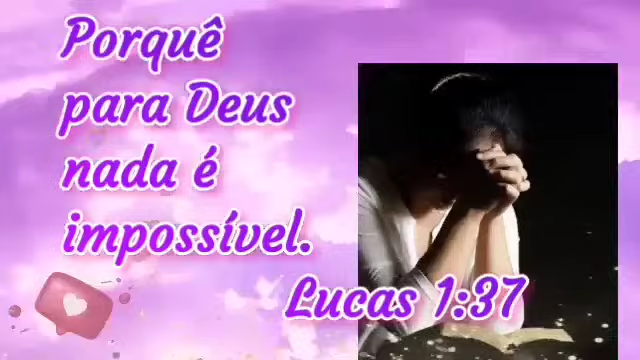 Porquê
para Deus
nada é
impossível.
Lucas 1:37